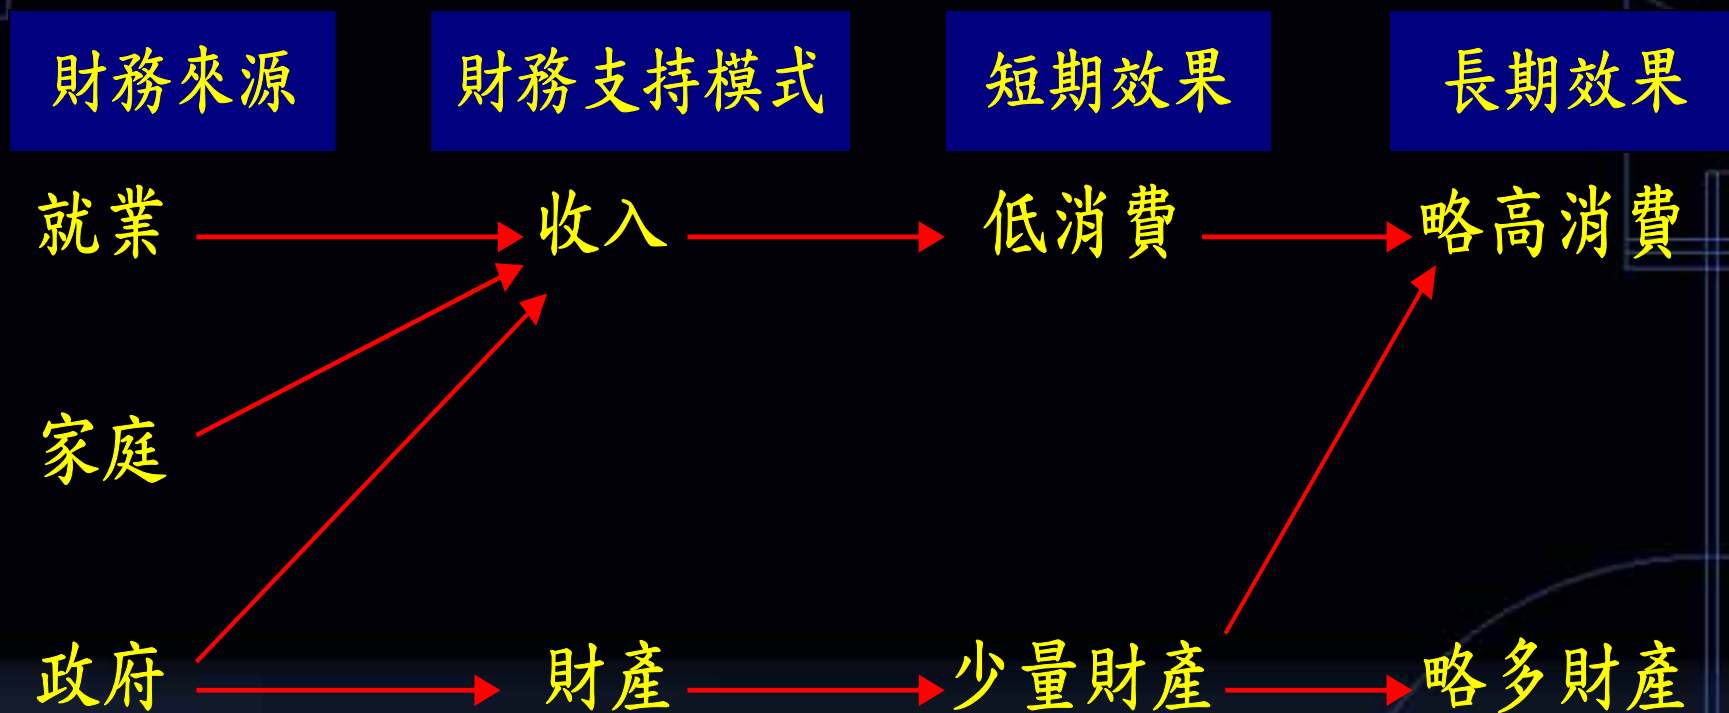 財務來源 財務支持模式 短期效果 長期效果
就業 收入 低消費 略高消費
家庭
政府 財產 少量財產 略多財產